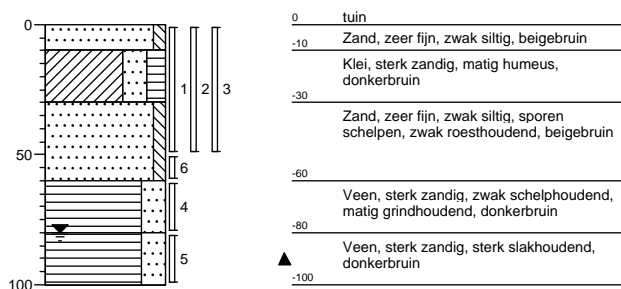 0
50
100
1
2
3
6
4
5
0 tuin
Zand, zeer fijn, zwak siltig, beigebruin
-10
Klei, sterk zandig, matig humeus,
donkerbruin
-30
Zand, zeer fijn, zwak siltig, sporen
schelpen, zwak roesthoudend, beigebruin
-60
Veen, sterk zandig, zwak schelphoudend,
matig grindhoudend, donkerbruin
-80
Veen, sterk zandig, sterk slakhoudend,
donkerbruin
-100